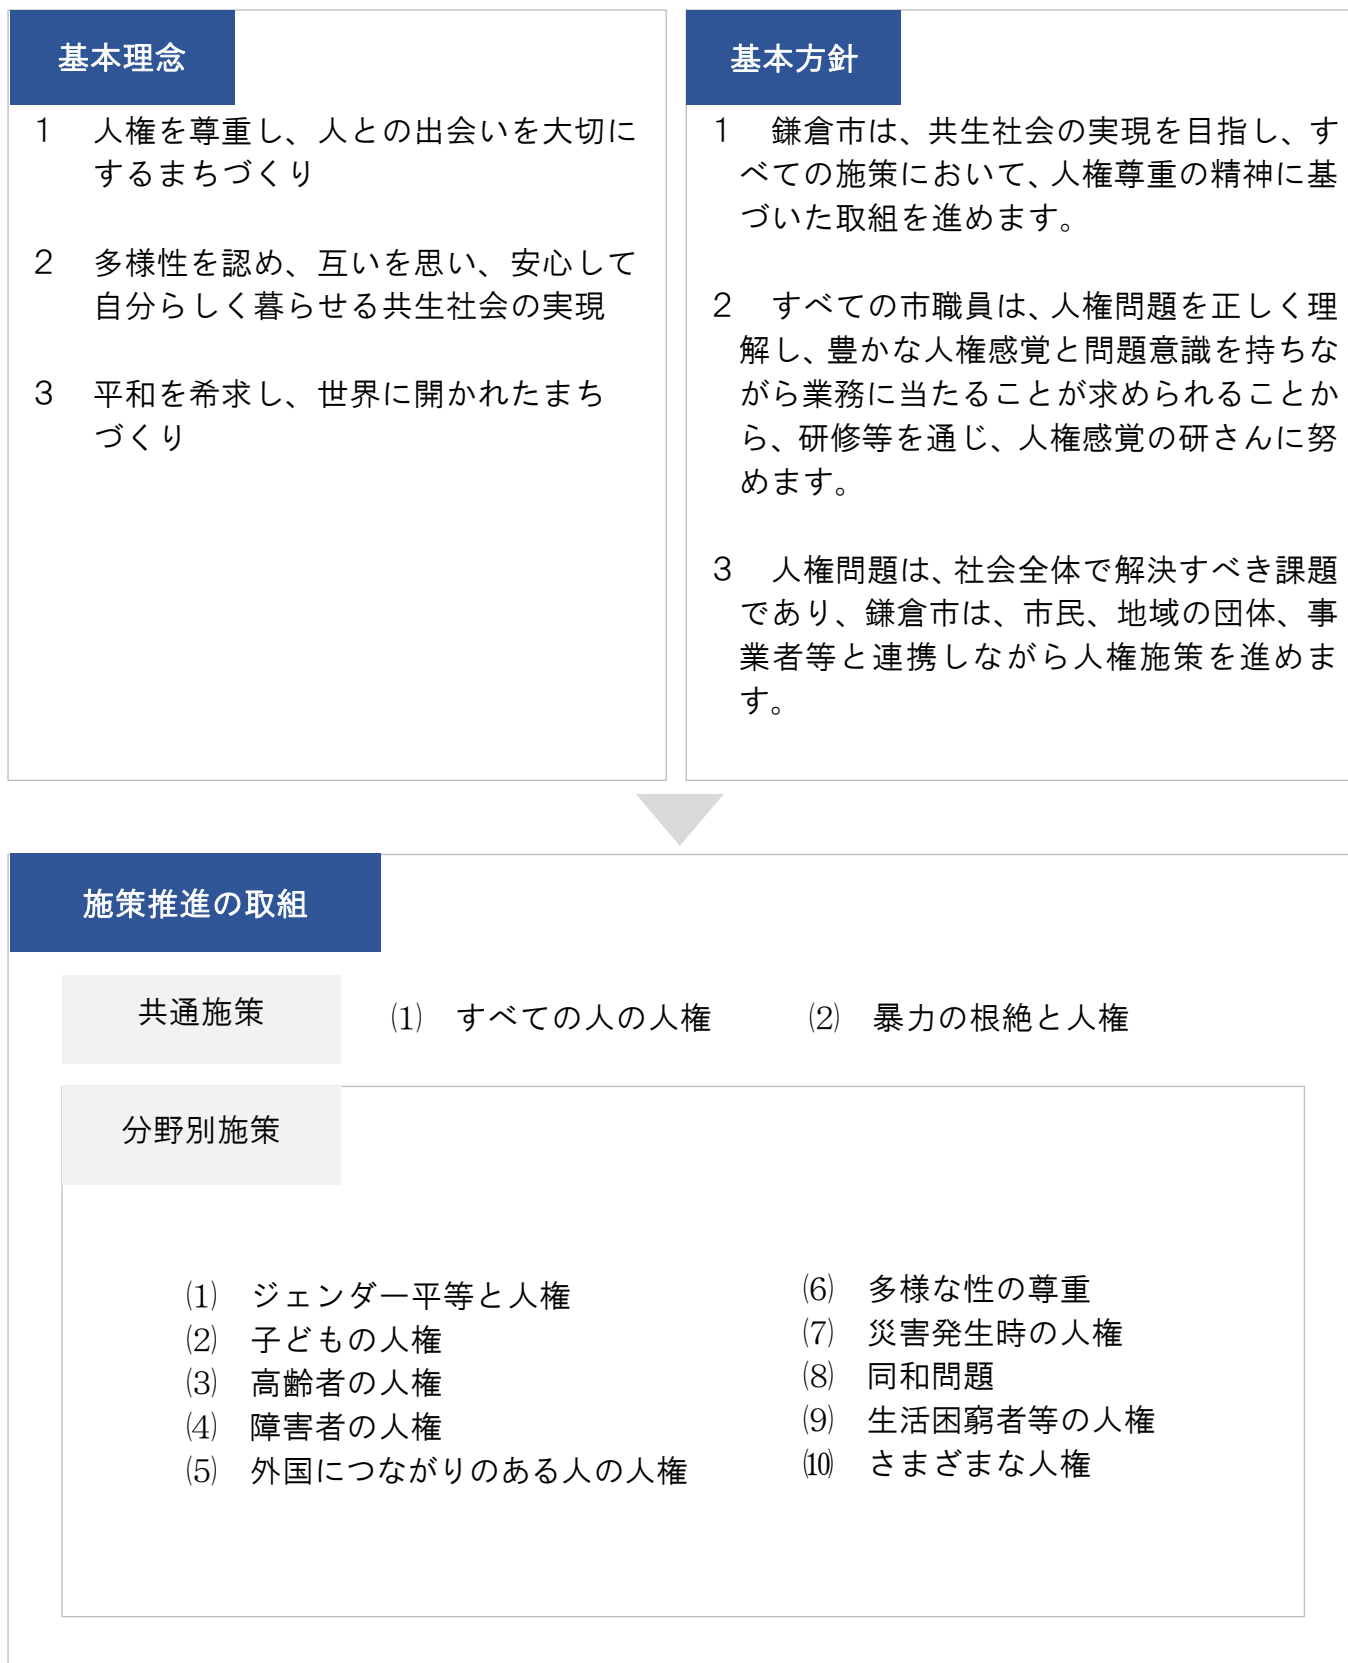 基本理念
1　人権を尊重し、人との出会いを大切に
するまちづくり
2　多様性を認め、互いを思い、安心して
自分らしく暮らせる共生社会の実現
3　平和を希求し、世界に開かれたまち
づくり
基本方針
1　鎌倉市は、共生社会の実現を目指し、す
べての施策において、人権尊重の精神に基
づいた取組を進めます。
2　すべての市職員は、人権問題を正しく理
解し、豊かな人権感覚と問題意識を持ちな
がら業務に当たることが求められることか
ら、研修等を通じ、人権感覚の研さんに努
めます。
3　人権問題は、社会全体で解決すべき課題
であり、鎌倉市は、市民、地域の団体、事
業者等と連携しながら人権施策を進めま
す。
施策推進の取組
共通施策
⑴　すべての人の人権
⑵　暴力の根絶と人権
分野別施策
⑴　ジェンダー平等と人権
⑵　子どもの人権
⑶　高齢者の人権
⑷　障害者の人権
⑸　外国につながりのある人の人権
⑹　多様な性の尊重
⑺　災害発生時の人権
⑻　同和問題
⑼　生活困窮者等の人権
⑽　さまざまな人権